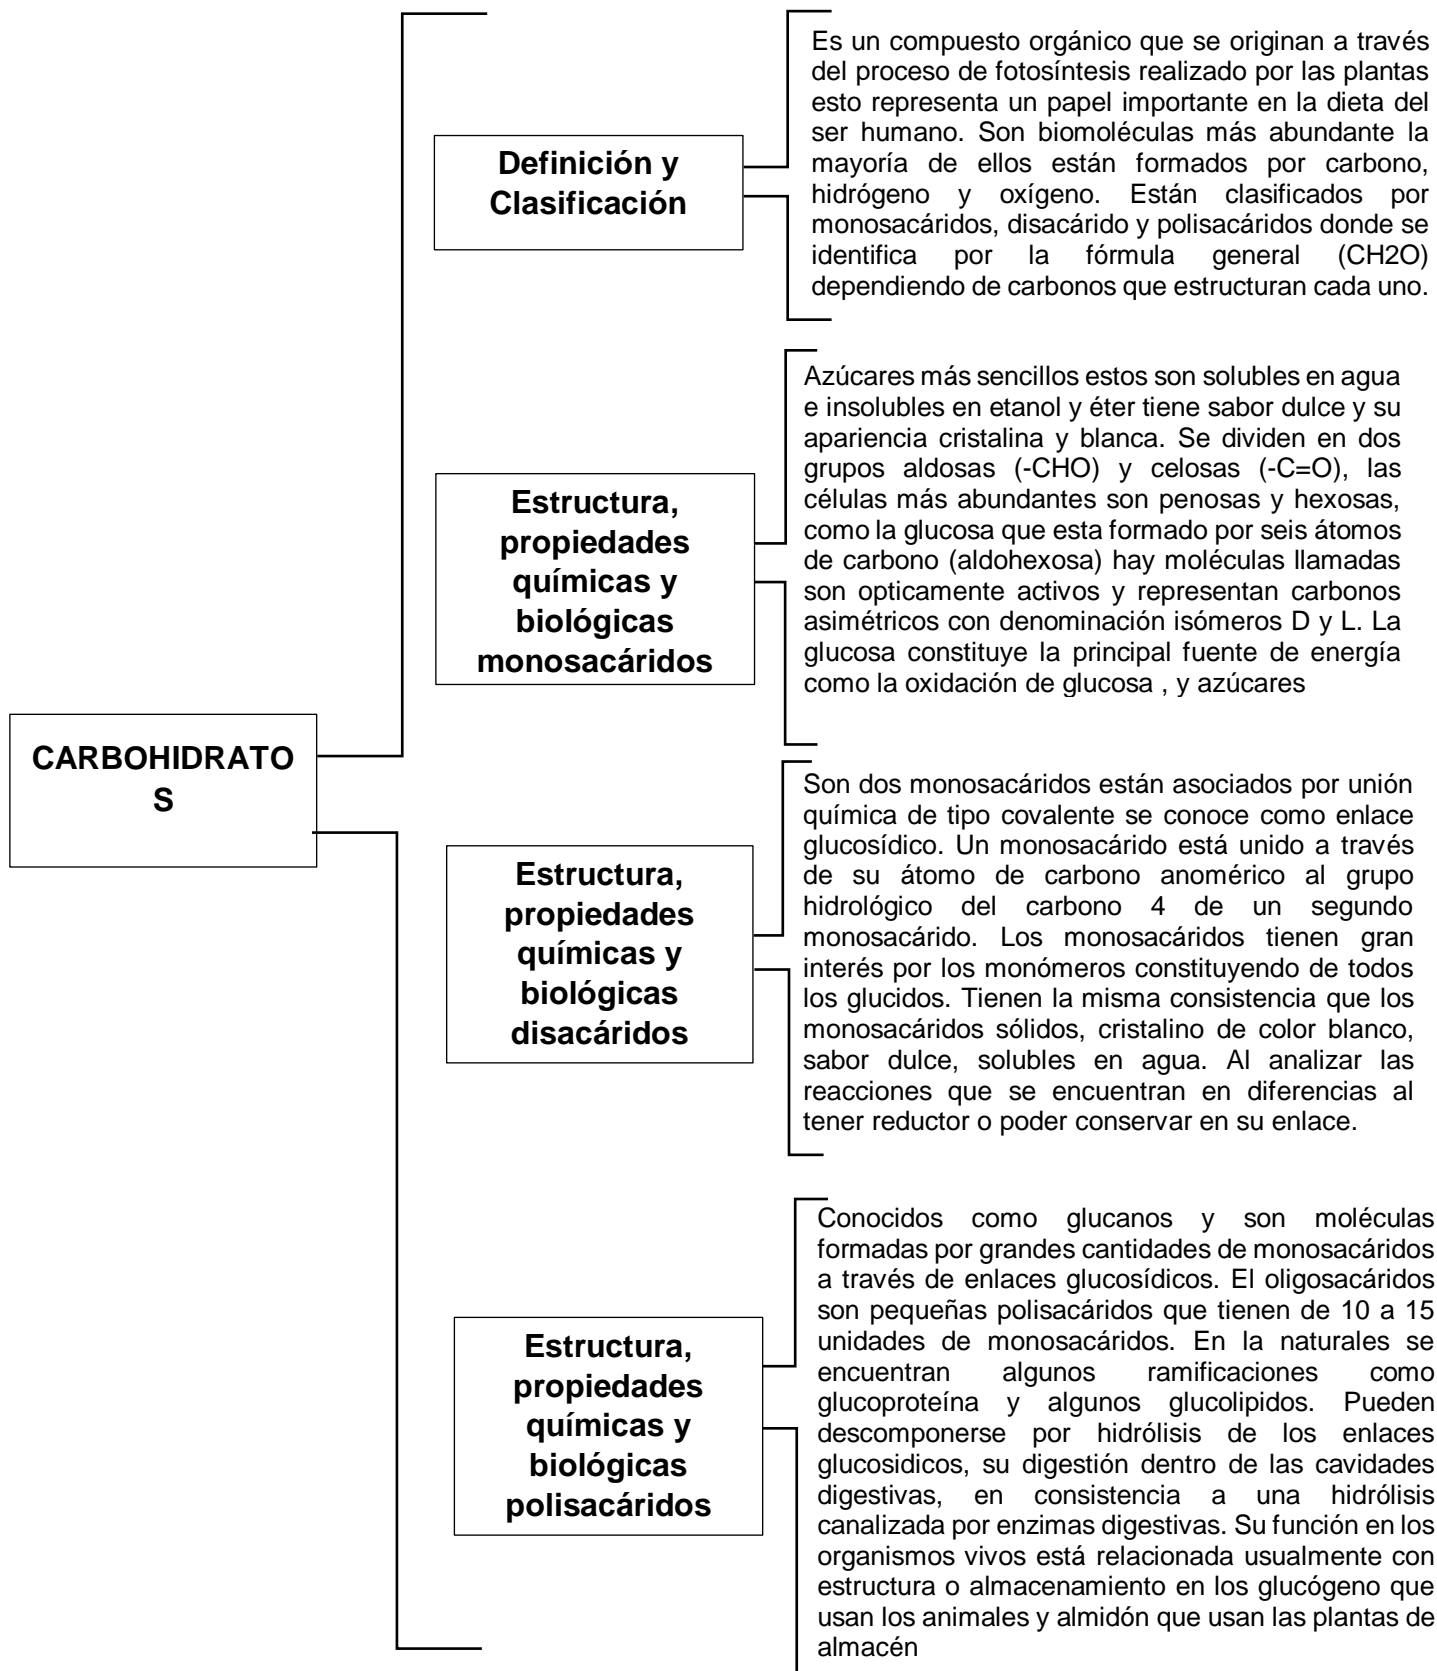 CARBOHIDRATO
S
Definición y
Clasificación
Es un compuesto orgánico que se originan a través
del proceso de fotosíntesis realizado por las plantas
esto representa un papel importante en la dieta del
ser humano. Son biomoléculas más abundante la
mayoría de ellos están formados por carbono,
hidrógeno y oxígeno. Están clasificados por
monosacáridos, disacárido y polisacáridos donde se
identifica por la fórmula general (CH2O)
dependiendo de carbonos que estructuran cada uno.
Estructura,
propiedades
químicas y
biológicas
monosacáridos
Azúcares más sencillos estos son solubles en agua
e insolubles en etanol y éter tiene sabor dulce y su
apariencia cristalina y blanca. Se dividen en dos
grupos aldosas (-CHO) y celosas (-C=O), las
células más abundantes son penosas y hexosas,
como la glucosa que esta formado por seis átomos
de carbono (aldohexosa) hay moléculas llamadas
son opticamente activos y representan carbonos
asimétricos con denominación isómeros D y L. La
glucosa constituye la principal fuente de energía
como la oxidación de glucosa , y azúcares
Estructura,
propiedades
químicas y
biológicas
disacáridos
Son dos monosacáridos están asociados por unión
química de tipo covalente se conoce como enlace
glucosídico. Un monosacárido está unido a través
de su átomo de carbono anomérico al grupo
hidrológico del carbono 4 de un segundo
monosacárido. Los monosacáridos tienen gran
interés por los monómeros constituyendo de todos
los glucidos. Tienen la misma consistencia que los
monosacáridos sólidos, cristalino de color blanco,
sabor dulce, solubles en agua. Al analizar las
reacciones que se encuentran en diferencias al
tener reductor o poder conservar en su enlace.
Estructura,
propiedades
químicas y
biológicas
polisacáridos
Conocidos como glucanos y son moléculas
formadas por grandes cantidades de monosacáridos
a través de enlaces glucosídicos. El oligosacáridos
son pequeñas polisacáridos que tienen de 10 a 15
unidades de monosacáridos. En la naturales se
encuentran algunos ramificaciones como
glucoproteína y algunos glucolipidos. Pueden
descomponerse por hidrólisis de los enlaces
glucosidicos, su digestión dentro de las cavidades
digestivas, en consistencia a una hidrólisis
canalizada por enzimas digestivas. Su función en los
organismos vivos está relacionada usualmente con
estructura o almacenamiento en los glucógeno que
usan los animales y almidón que usan las plantas de
almacén